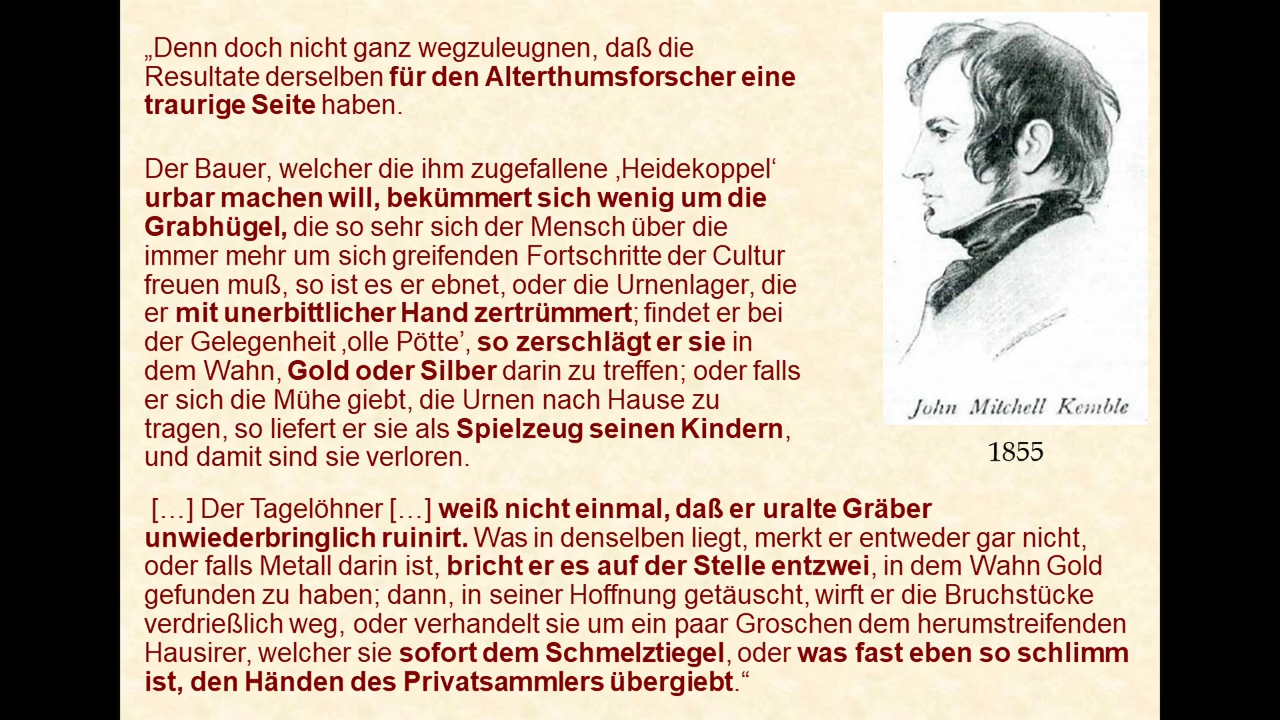 „Denn doch nicht ganz wegzuleugnen, daß die
Resultate derselben für den Alterthumsforscher eine
traurige Seite haben.
Der Bauer, welcher die ihm zugefallene ‚Heidekoppel‘
urbar machen will, bekümmert sich wenig um die
Grabhügel, die so sehr sich der Mensch über die
immer mehr um sich greifenden Fortschritte der Cultur
freuen muß, so ist es er ebnet, oder die Urnenlager, die
er mit unerbittlicher Hand zertrümmert; findet er bei
der Gelegenheit ‚olle Pötte’, so zerschlägt er sie in
dem Wahn, Gold oder Silber darin zu treffen; oder falls
er sich die Mühe giebt, die Urnen nach Hause zu
tragen, so liefert er sie als Spielzeug seinen Kindern,
und damit sind sie verloren.
[…] Der Tagelöhner […] weiß nicht einmal, daß er uralte Gräber
unwiederbringlich ruinirt. Was in denselben liegt, merkt er entweder gar nicht,
oder falls Metall darin ist, bricht er es auf der Stelle entzwei, in dem Wahn Gold
gefunden zu haben; dann, in seiner Hoffnung getäuscht, wirft er die Bruchstücke
verdrießlich weg, oder verhandelt sie um ein paar Groschen dem herumstreifenden
Hausirer, welcher sie sofort dem Schmelztiegel, oder was fast eben so schlimm
ist, den Händen des Privatsammlers übergiebt.“
John Mitchell Kemble
1855